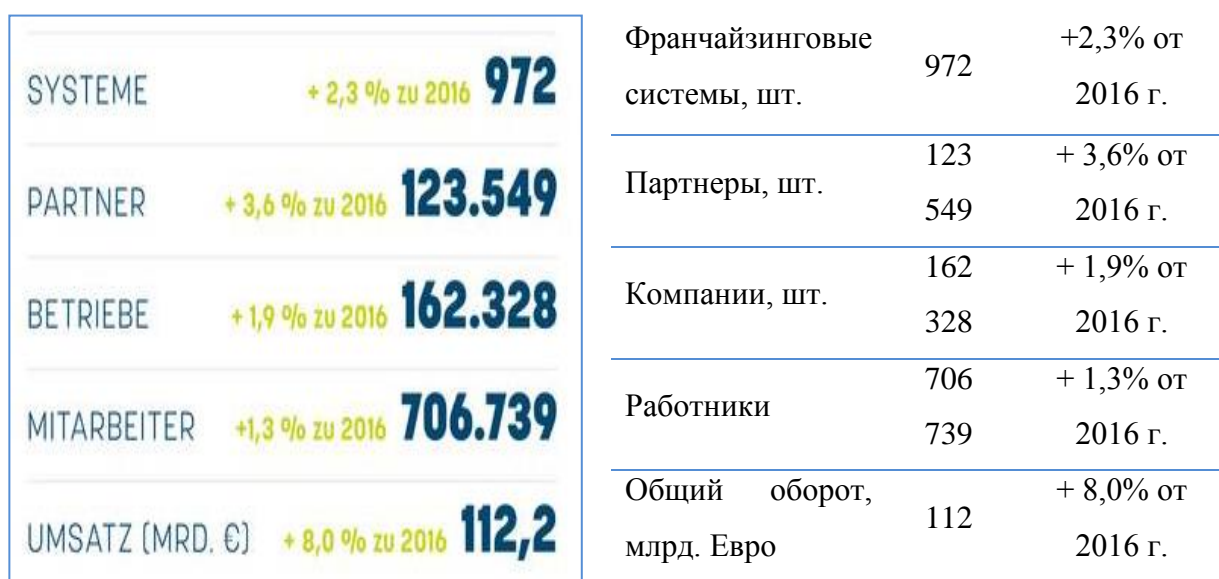 SYSTEME + 2,3 % zu 2016 972
PARTNER + 3,6 % zu 2016 123.549
BETRIEBE + 1,9 % zu 2016 162.328
MITARBEITER +1,3 % zu 2016 706.739
UMSATZ (MRD. €) + 8,0 % zu 2016 112,2
Франчайзинговые
системы, шт.
972
+2,3% от
2016 г.
Партнеры, шт.
123
549
+ 3,6% от
2016 г.
Компании, шт.
162
328
+ 1,9% от
2016 г.
Работники
706
739
+ 1,3% от
2016 г.
Общий оборот,
млрд. Евро
112
+ 8,0% от
2016 г.